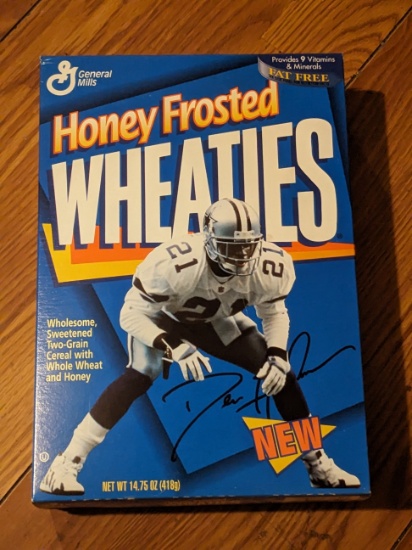 General
Mills
Provides 9 Vitamins
& Minerals
FAT FREE
Honey Frosted
WHEATIES
21
21
21
Wholesome,
Sweetened
Two-Grain
Cereal with
Whole Wheat
and Honey
NEW
NET WT 14.75 OZ (418g)